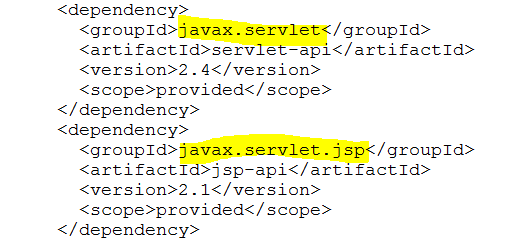 <dependency>
<groupId>javax.servlet</groupId>
<artifactId>servlet-api</artifactId>
<version>2.4</version>
<scope>provided</scope>
</dependency>
<dependency>
<groupId>javax.servlet.jsp</groupId>
<artifactId>jsp-api</artifactId>
<version>2.1</version>
<scope>provided</scope>
</dependency>